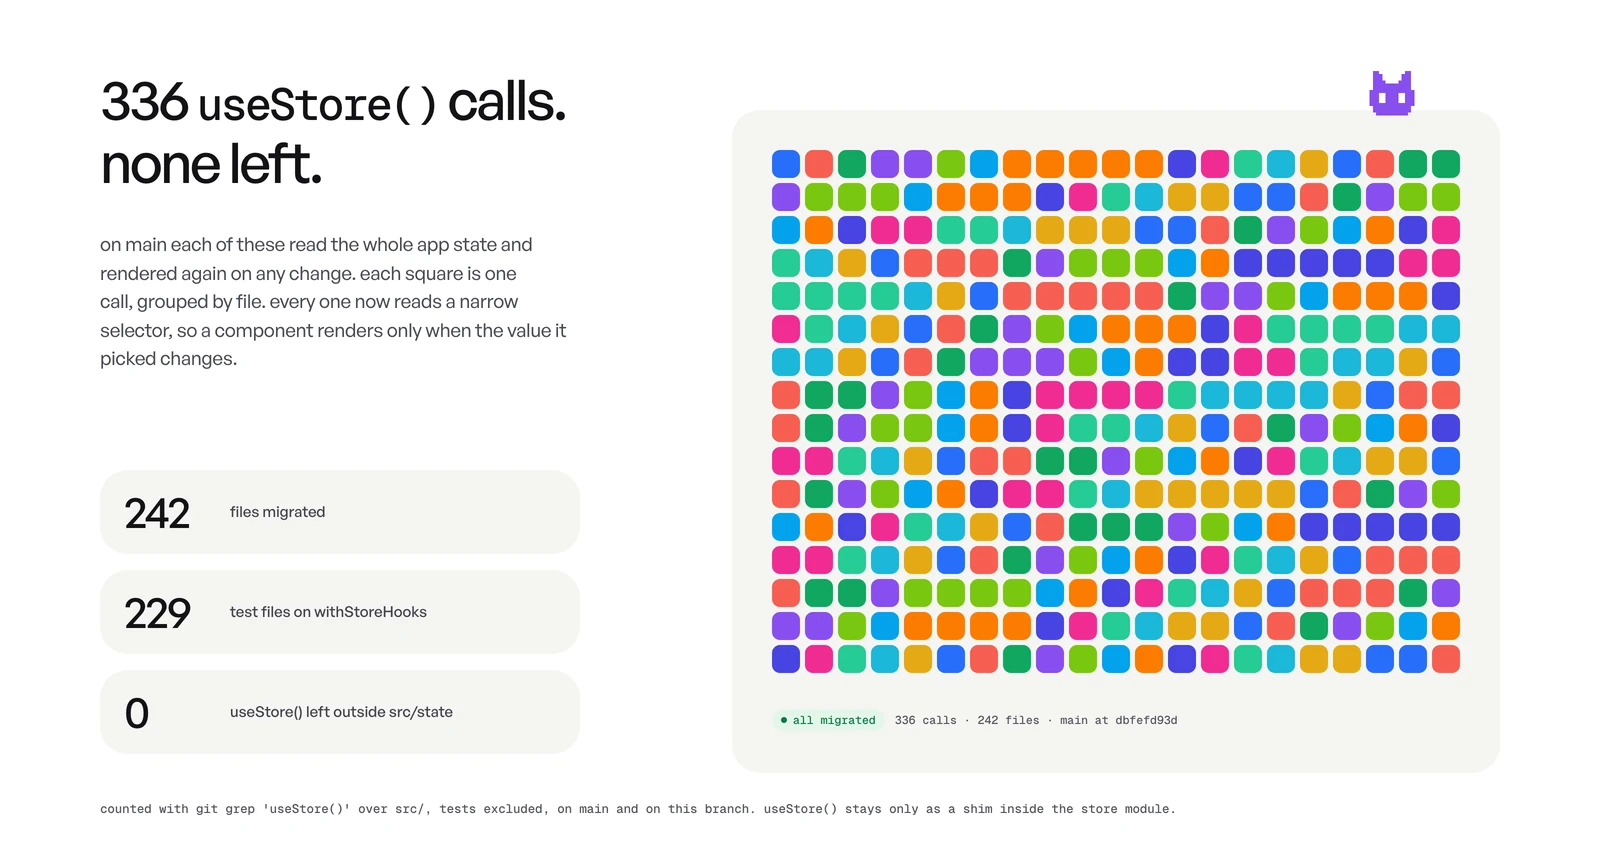 336 useStore() calls.
none left.
on main each of these read the whole app state and
rendered again on any change. each square is one
call, grouped by file. every one now reads a narrow
selector, so a component renders only when the value it
picked changes.
242 files migrated
229 test files on withStoreHooks
0 useStore() left outside src/state
all migrated 336 calls · 242 files · main at dbfefd93d
counted with git grep 'useStore()' over src/, tests excluded, on main and on this branch. useStore() stays only as a shim inside the store module.